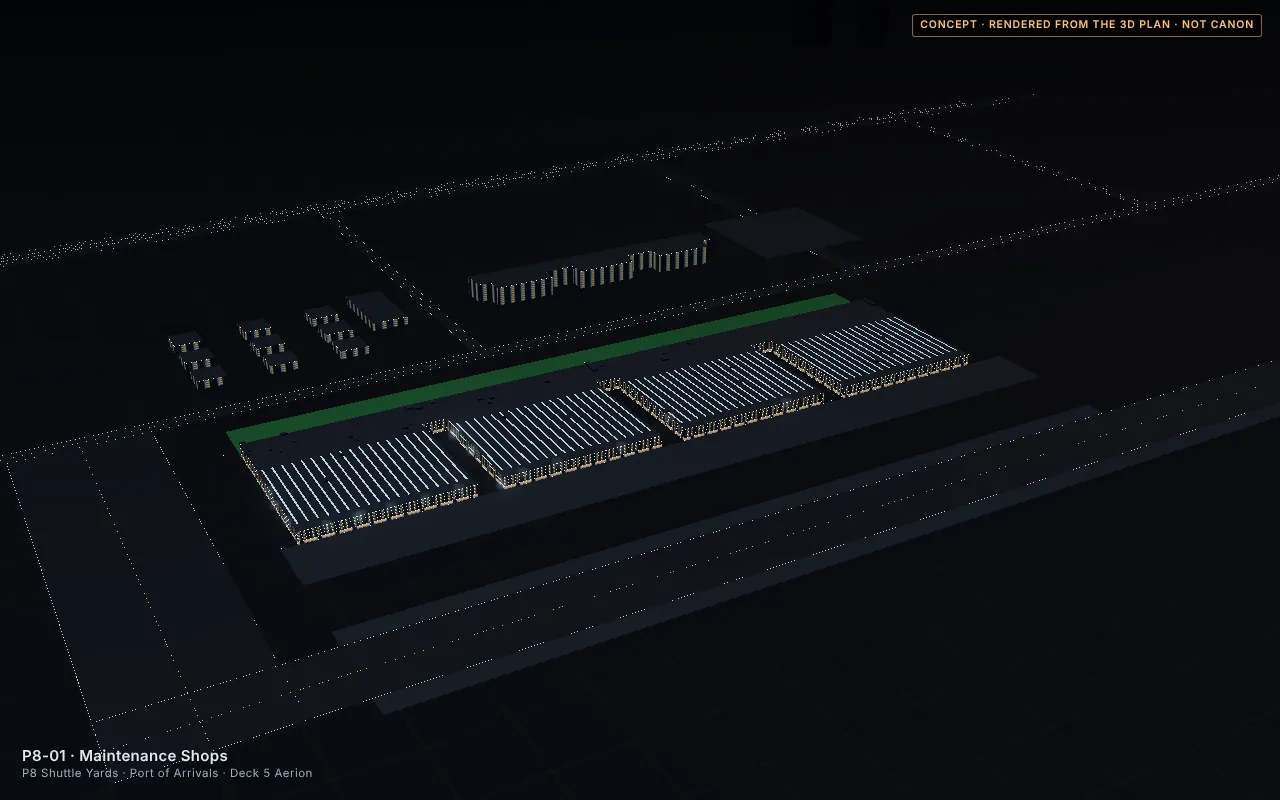 CONCEPT · RENDERED FROM THE 3D PLAN · NOT CANON
P8-01 · Maintenance Shops
P8 Shuttle Yards · Port of Arrivals · Deck 5 Aerion